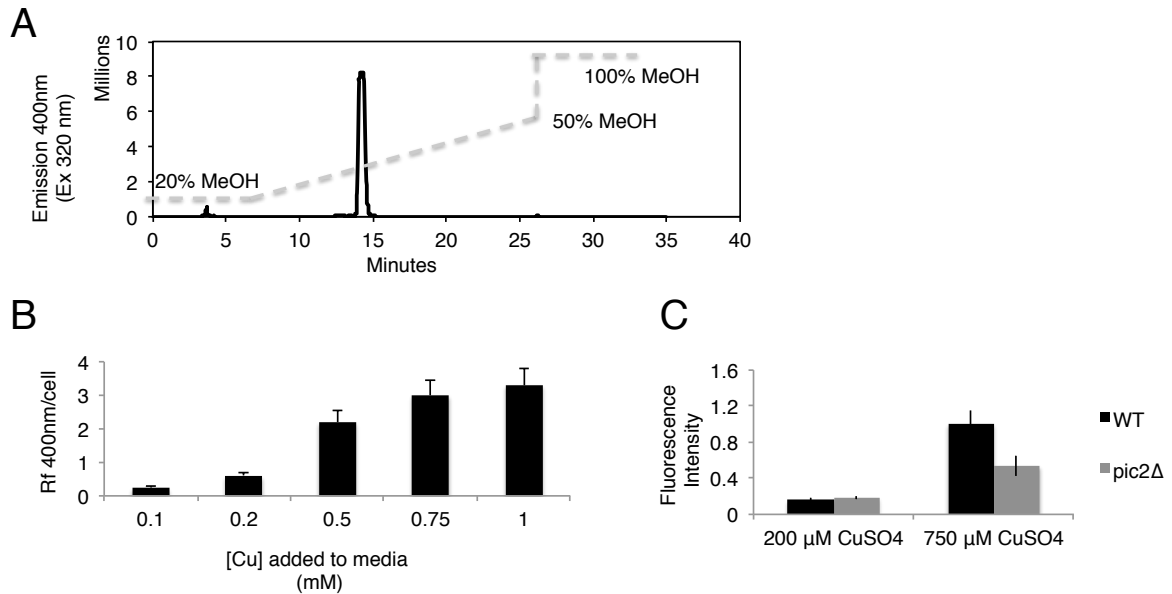 A
Millions
Emission 400nm
(Ex 320 nm)
10
8
6
4
2
0
20% MeOH
50% MeOH
100% MeOH
0 5 10 15 20 25 30 35 40
Minutes
B
Rf 400nm/cell
4
3
2
1
0
0.1 0.2 0.5 0.75 1
[Cu] added to media
(mM)
C
Fluorescence
Intensity
1.6
1.2
0.8
0.4
0
200 µM CuSO4 750 µM CuSO4
WT
pic2Δ